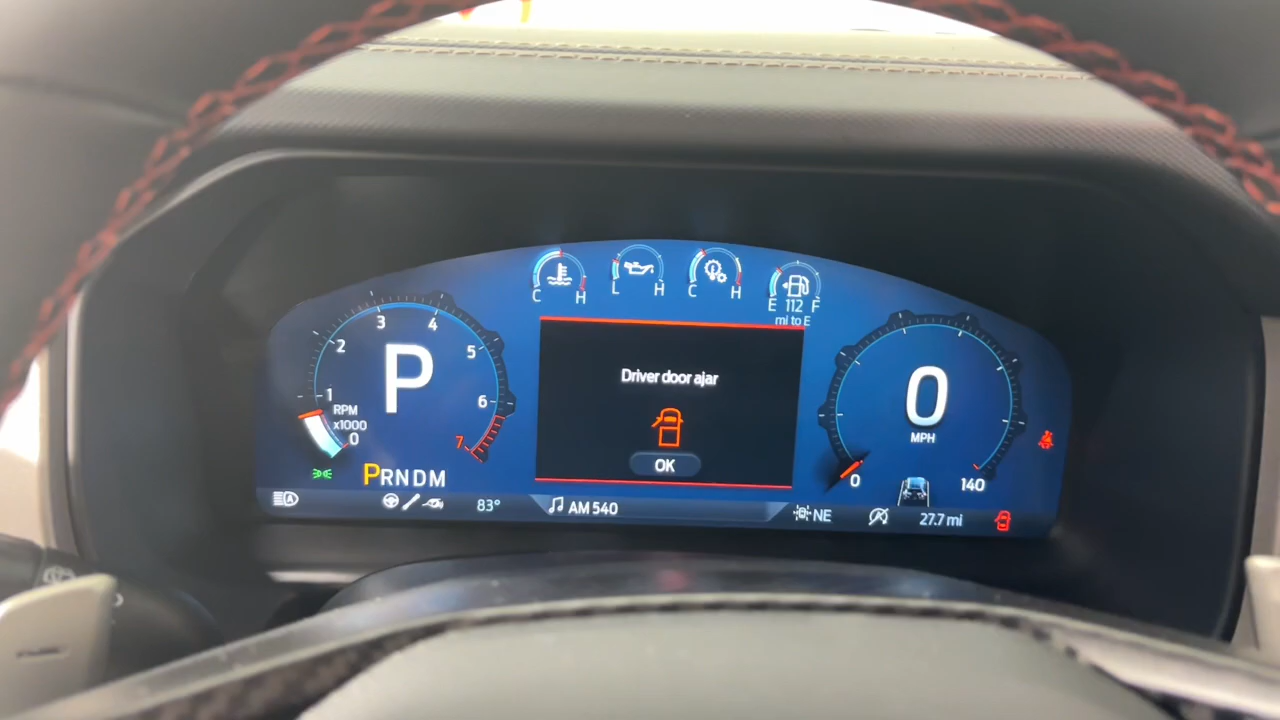 C H
L H
C H
E 112 F
mi to E
1 2 3 4 5 6 7
P
RPM
x1000
0
PRNDM
Driver door ajar
OK
0
MPH
0 140
A
83°
AM 540
NE
27.7 mi